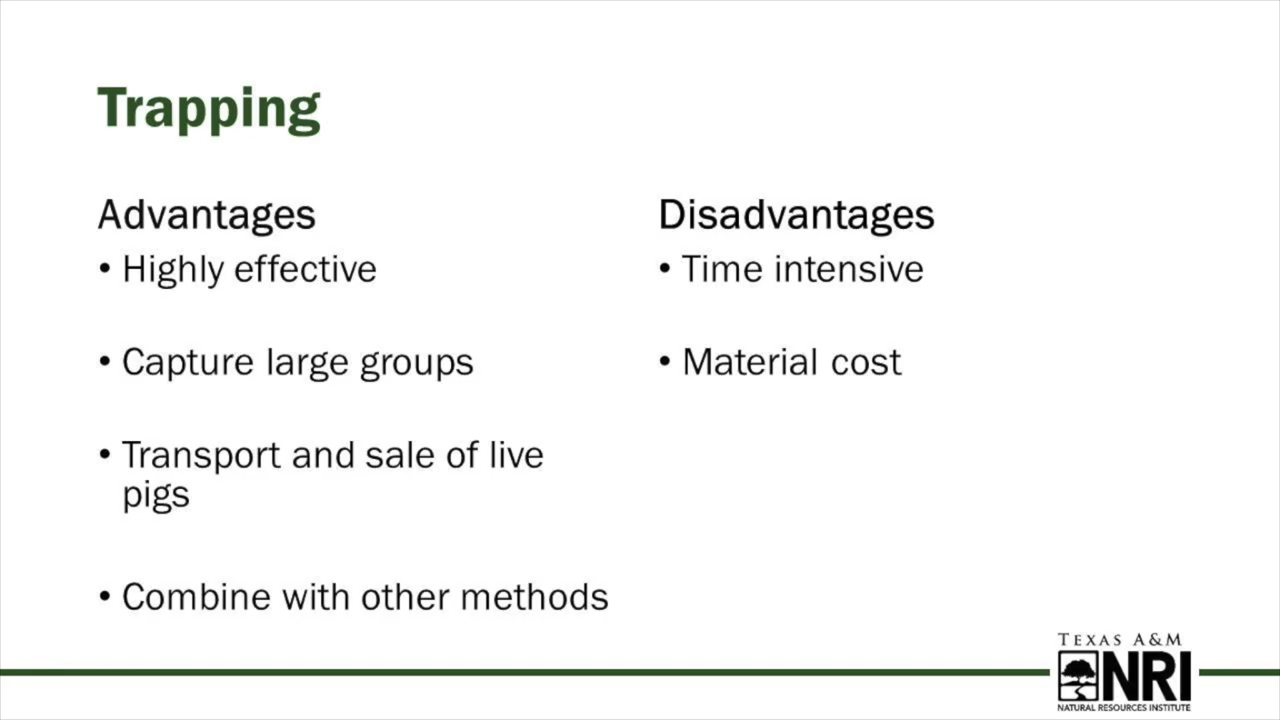 Trapping
Advantages
• Highly effective
• Capture large groups
• Transport and sale of live
pigs
• Combine with other methods
Disadvantages
• Time intensive
• Material cost
TEXAS A&M
NRI
NATURAL RESOURCES INSTITUTE